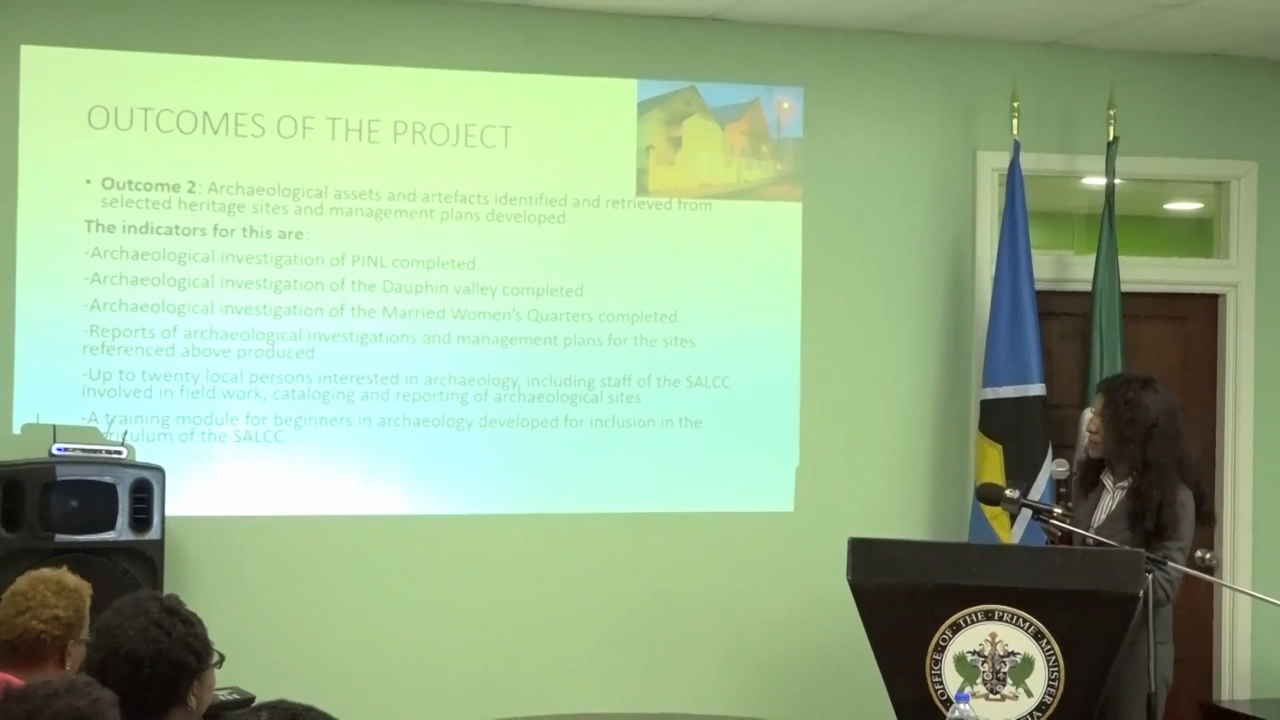 OUTCOMES OF THE PROJECT
• Outcome 2: Archaeological assets and artefacts identified and retrieved from
selected heritage sites and management plans developed
The indicators for this are:
-Archaeological investigation of PINL completed.
-Archaeological investigation of the Dauphin valley completed
-Archaeological investigation of the Married Women's Quarters completed.
-Reports of archaeological investigations and management plans for the sites
referenced above produced.
-Up to twenty local persons interested in archaeology, including staff of the SALCC
involved in field work, cataloging and reporting of archaeological sites
-A training module for beginners in archaeology developed for inclusion in the
of the SALCC
OFFICE · OF · THE · PRIME · MINISTER